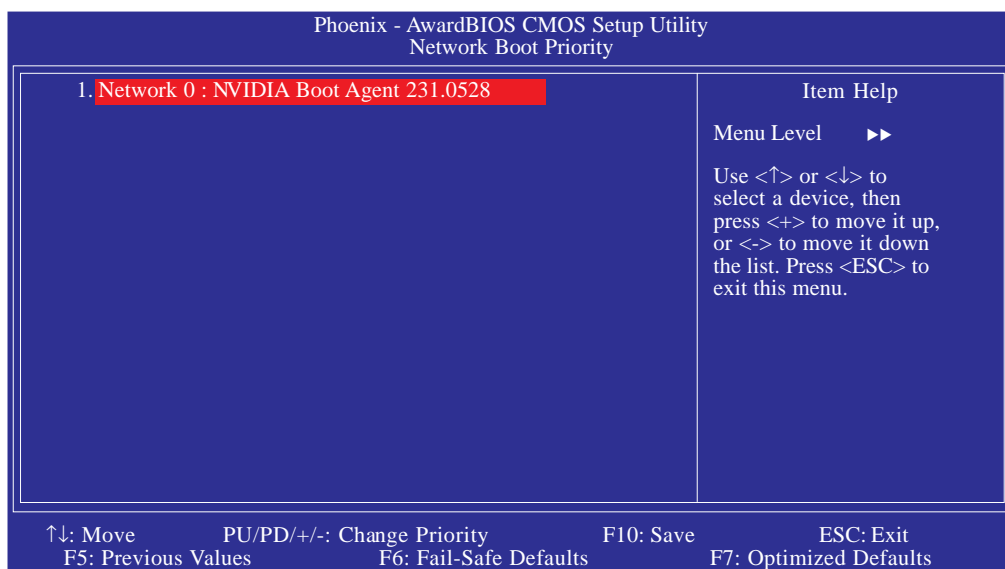 Phoenix - AwardBIOS CMOS Setup Utility
Network Boot Priority
1. Network 0 : NVIDIA Boot Agent 231.0528
Item Help
Menu Level ▶▶
Use <↑> or <↓> to
select a device, then
press <+> to move it up,
or <-> to move it down
the list. Press <ESC> to
exit this menu.
↑↓: Move PU/PD/+/-: Change Priority F10: Save ESC: Exit
F5: Previous Values F6: Fail-Safe Defaults F7: Optimized Defaults